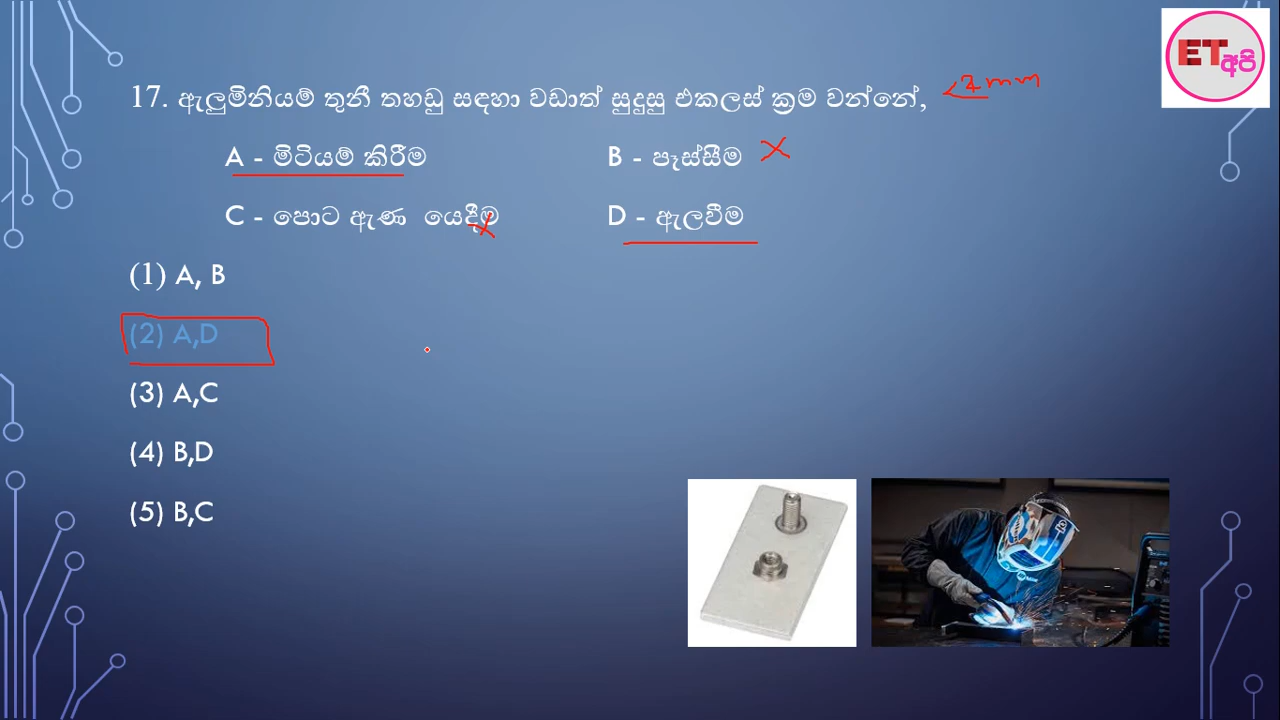 ET
අපි
17. ඇලුමිනියම් තුනී තහඩු සඳහා වඩාත් සුදුසු එකලස් ක්‍රම වන්නේ, <2mm
A - මිටියම් කිරීම B - පෑස්සීම
C - පොට ඇණ යෙදීම D - ඇලවීම
(1) A, B
(2) A,D
(3) A,C
(4) B,D
(5) B,C